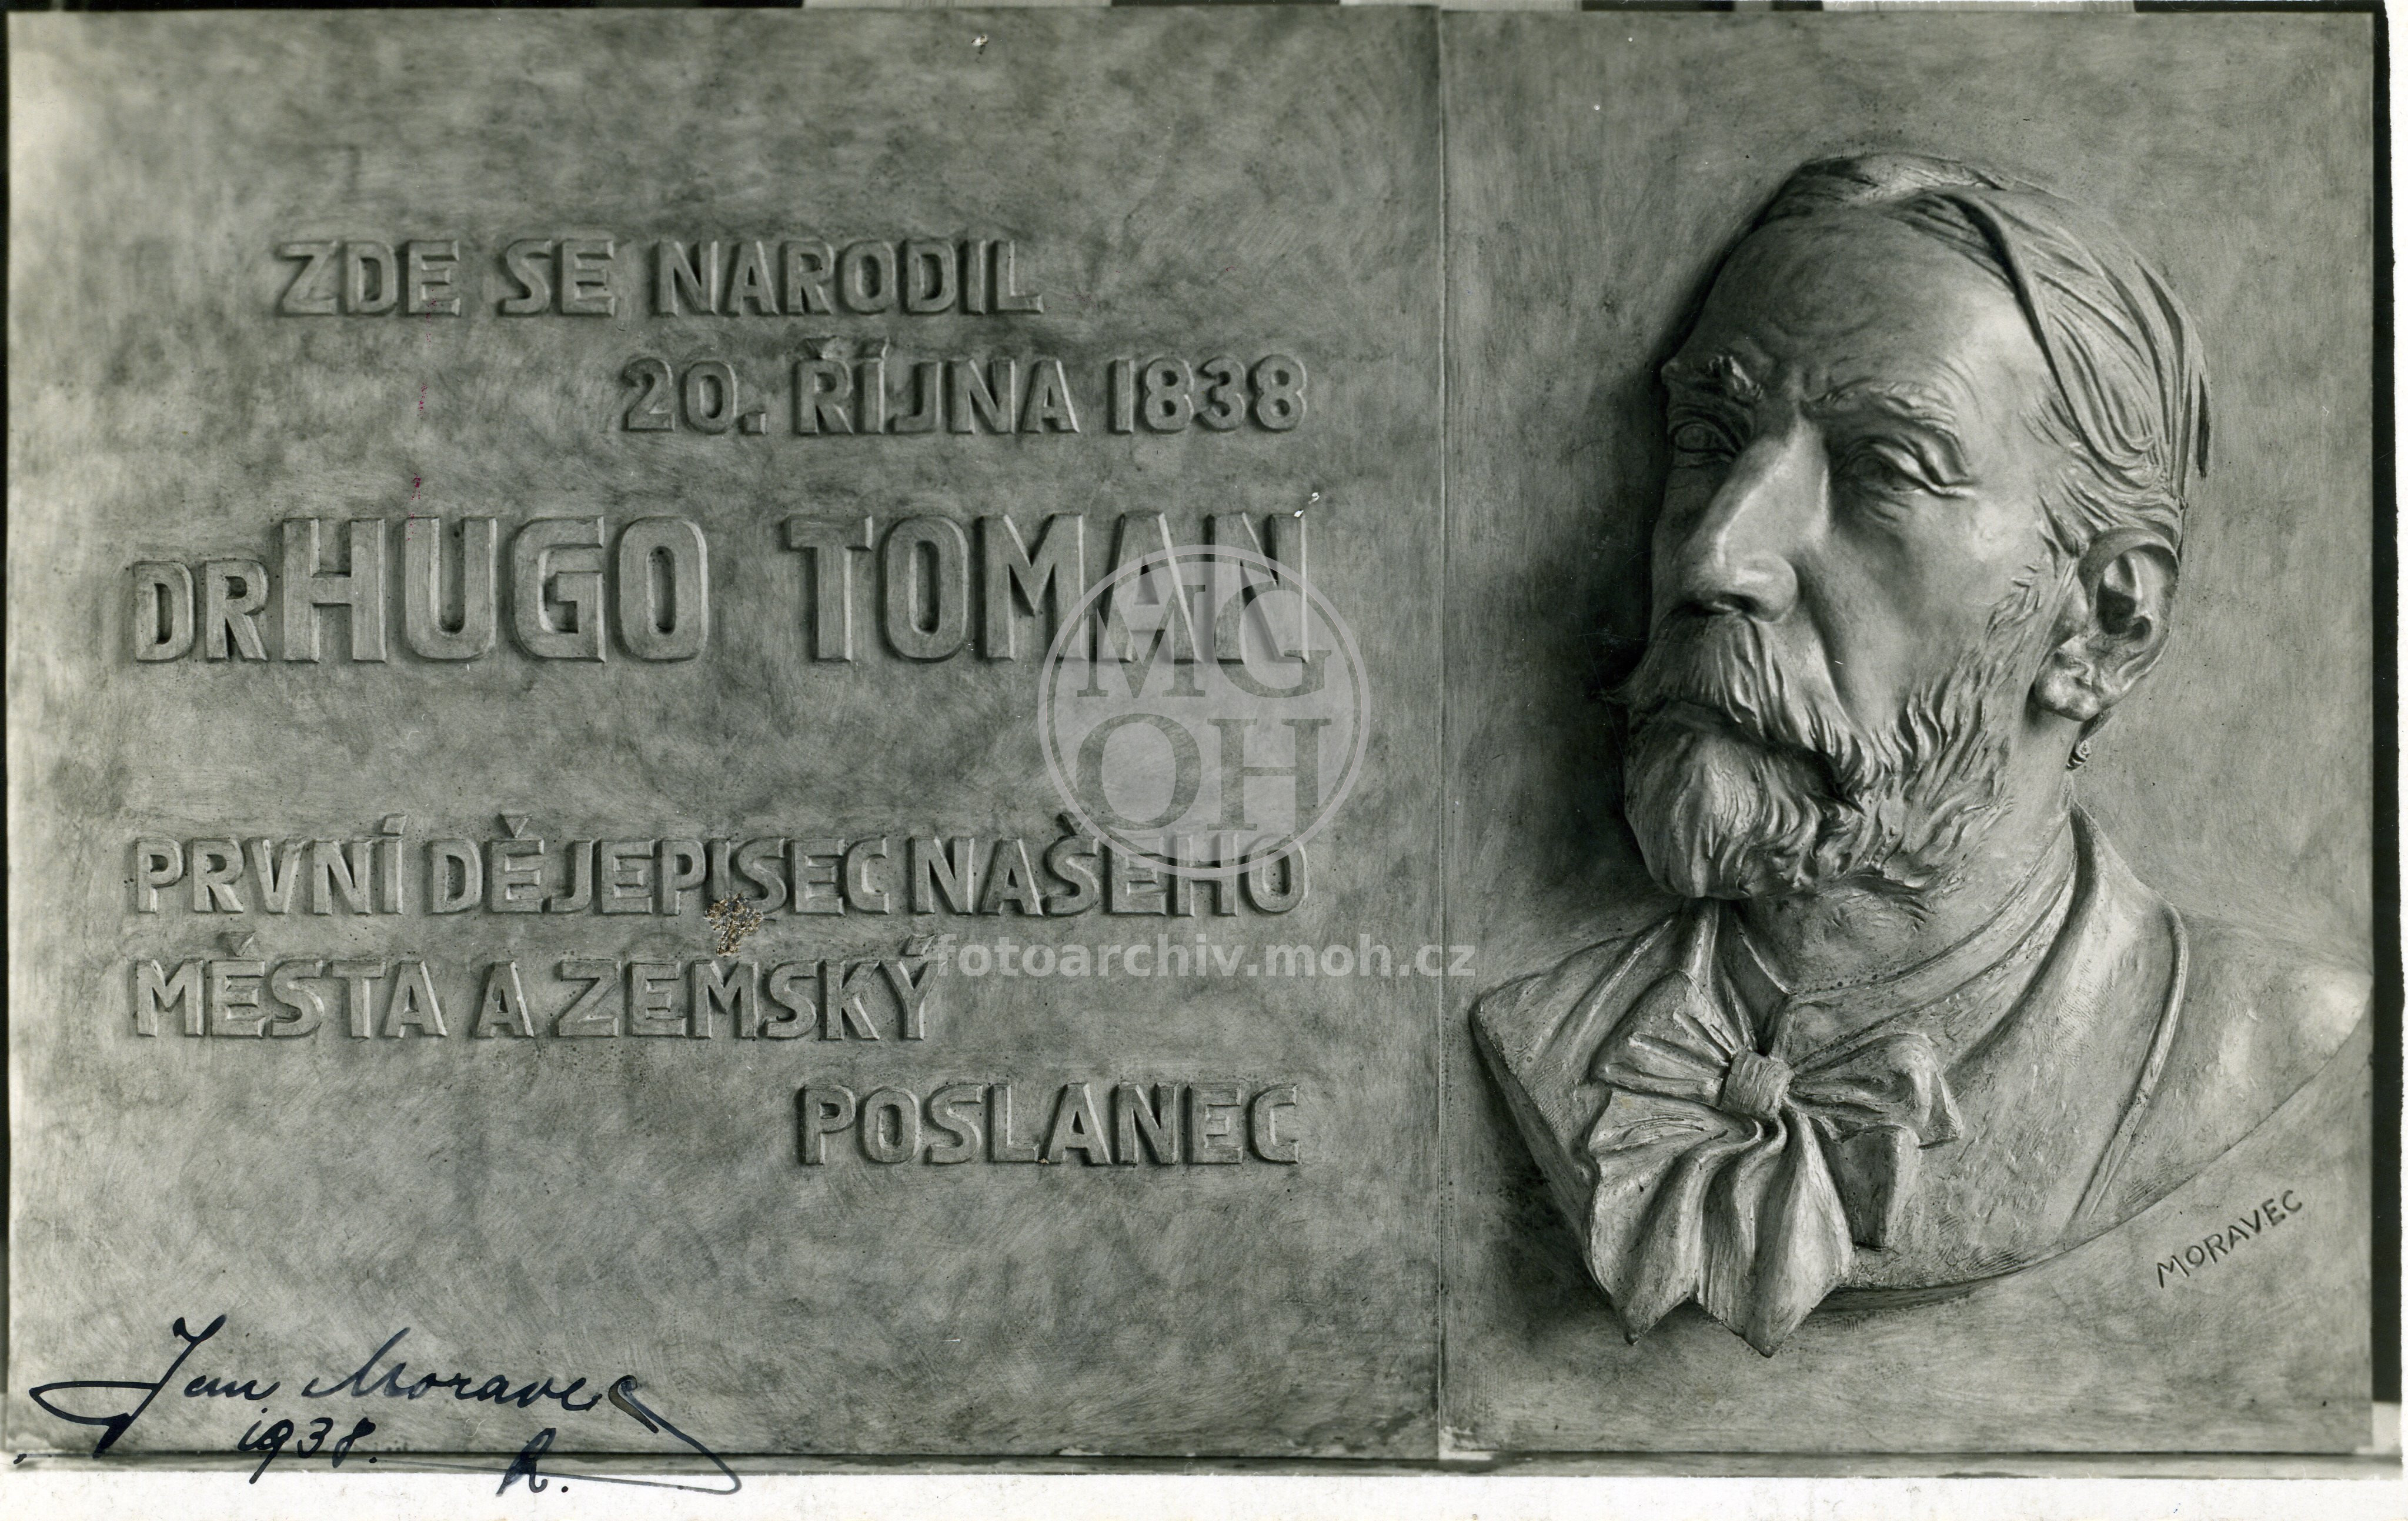 ZDE SE NARODIL
20. ŘÍJNA 1838
DR HUGO TOMAN
PRVNÍ DĚJEPISEC NAŠEHO
MĚSTA A ZEMSKÝ
POSLANEC
MG
OH
fotoarchiv.moh.cz
MORAVEC
Jan Moravec
1938.